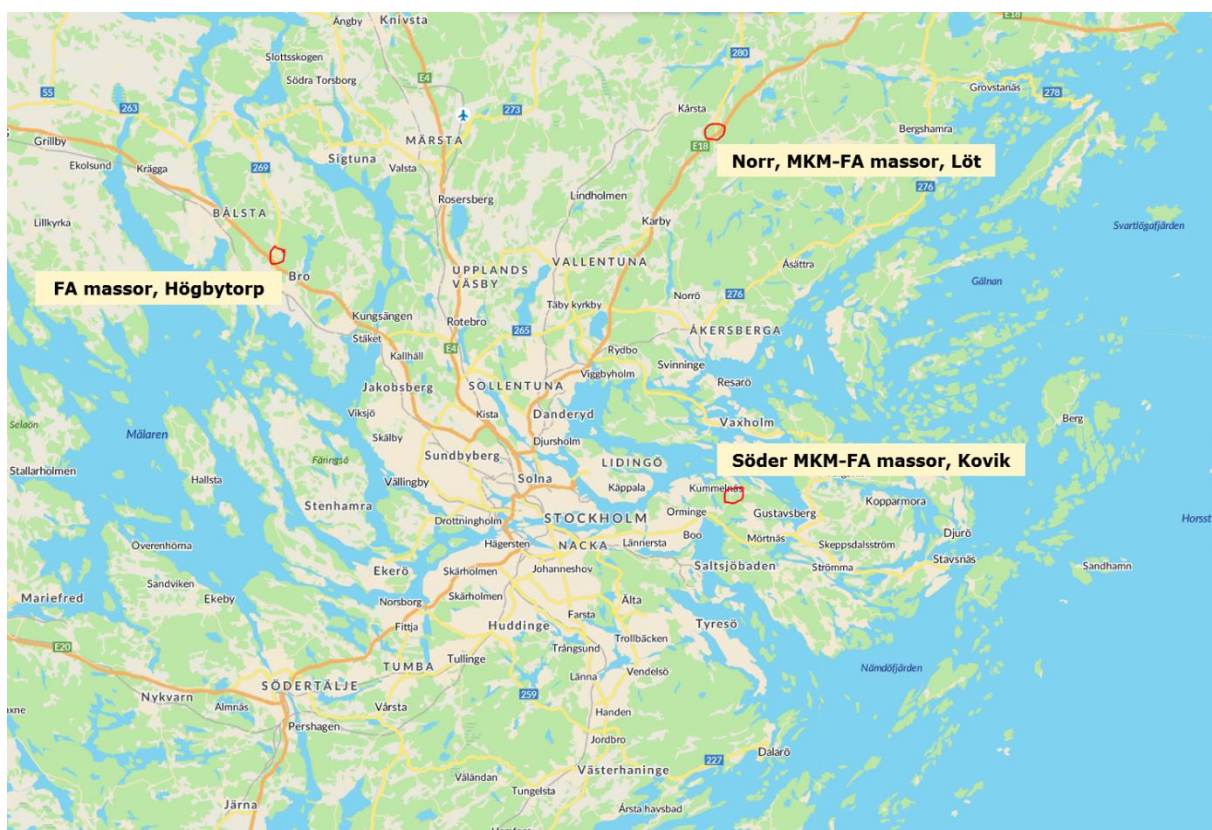 Ängby
Knivsta
E18
Slottsskogen
280
Södra Torsborg
E4
Grovstanäs
278
55
263
273
Kårsta
Grillby
MÄRSTA
Bergshamra
Ekolsund
Krägga
269
Sigtuna
Valsta
E18
Norr, MKM-FA massor, Löt
276
Lindholmen
Rosersberg
BÅLSTA
Lillkyrka
Karby
Svartlögafjärden
Bro
UPPLANDS
VÄSBY
VALLENTUNA
Åsättra
Gälnan
FA massor, Högbytorp
Norrö
276
Täby kyrkby
Kungsängen
Rotebro
265
ÅKERSBERGA
Stäket
Kallhäll
E4
Rydbo
Svinninge
Viggbyholm
Jakobsberg
SOLLENTUNA
Resarö
Viksjö
Kista
Danderyd
Berg
Selaön
Mälaren
Skälby
Djursholm
Vaxholm
Färingsö
Sundbyberg
Söder MKM-FA massor, Kovik
LIDINGÖ
Stallarholmen
Hallsta
Vällingby
Solna
Käppala
Kummelnäs
Kopparmora
Stenhamra
Orminge
Gustavsberg
Drottningholm
STOCKHOLM
Horsst
Djurö
Överenhörna
Hägersten
NACKA
Lännersta
Boo
Mörtnäs
Skeppsdalsström
Stavsnäs
Ekerö
Skärholmen
Johanneshov
Saltsjöbaden
Strömma
Sandhamn
Sandviken
Mariefred
Ekeby
Norsborg
Skärholmen
Älta
Farsta
Fittja
Huddinge
Tyresö
E20
Trollbäcken
Trångsund
TUMBA
Tullinge
Nämdöfjärden
Nykvarn
SÖDERTÄLJE
Länna
Vendelsö
259
Almnäs
Vårsta
Pershagen
Handen
Jordbro
Dalarö
227
Västerhaninge
Väländan
Tungelsta
Järna
Årsta havsbad